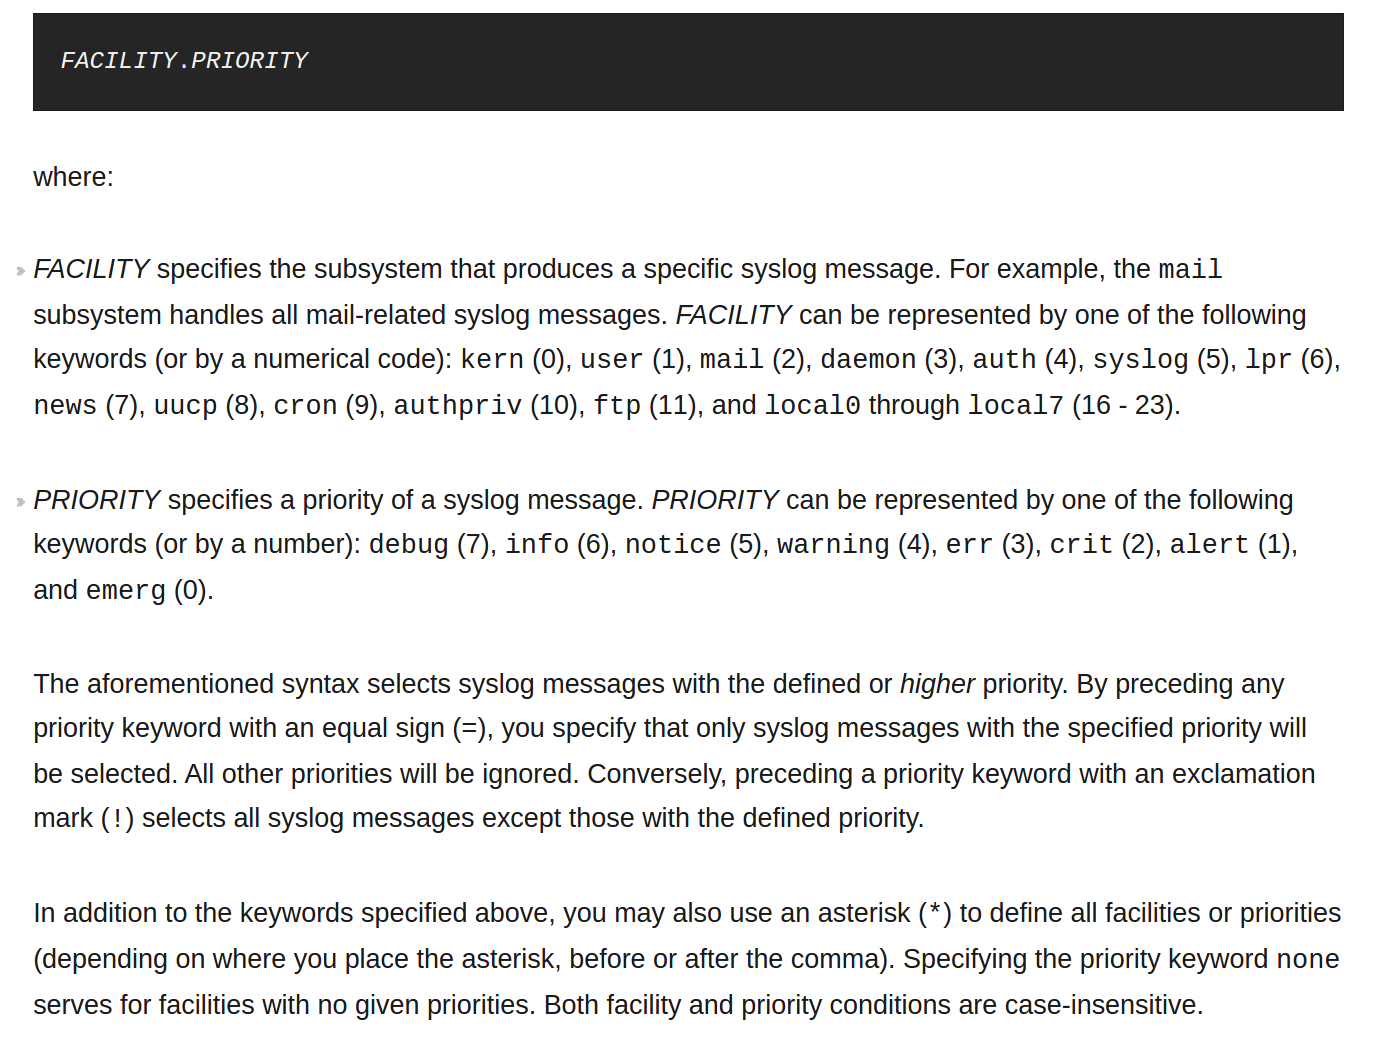 FACILITY.PRIORITY
where:
FACILITY specifies the subsystem that produces a specific syslog message. For example, the mail
subsystem handles all mail-related syslog messages. FACILITY can be represented by one of the following
keywords (or by a numerical code): kern (0), user (1), mail (2), daemon (3), auth (4), syslog (5), lpr (6),
news (7), uucp (8), cron (9), authpriv (10), ftp (11), and local0 through local7 (16 - 23).
PRIORITY specifies a priority of a syslog message. PRIORITY can be represented by one of the following
keywords (or by a number): debug (7), info (6), notice (5), warning (4), err (3), crit (2), alert (1),
and emerg (0).
The aforementioned syntax selects syslog messages with the defined or higher priority. By preceding any
priority keyword with an equal sign (=), you specify that only syslog messages with the specified priority will
be selected. All other priorities will be ignored. Conversely, preceding a priority keyword with an exclamation
mark (!) selects all syslog messages except those with the defined priority.
In addition to the keywords specified above, you may also use an asterisk (*) to define all facilities or priorities
(depending on where you place the asterisk, before or after the comma). Specifying the priority keyword none
serves for facilities with no given priorities. Both facility and priority conditions are case-insensitive.